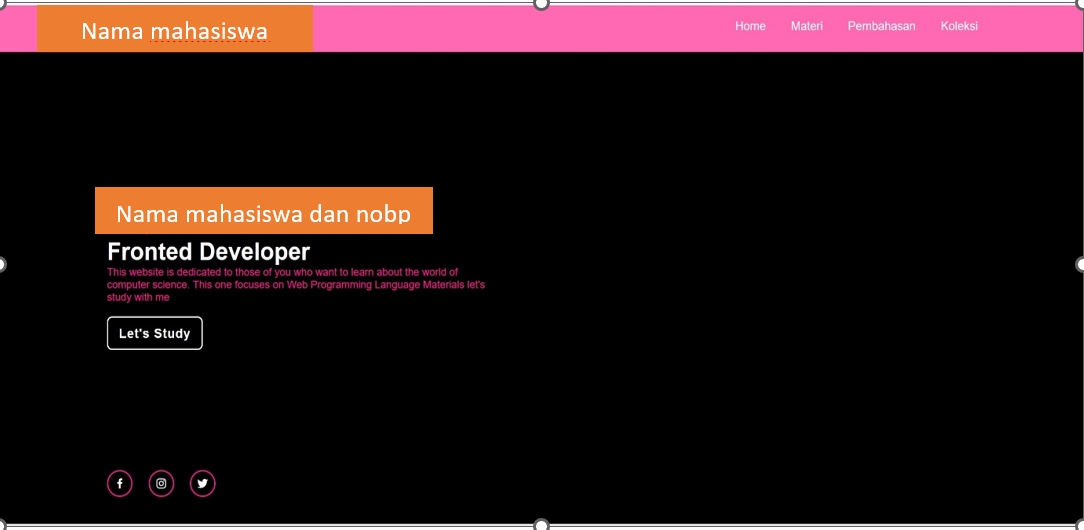 Nama mahasiswa
Home Materi Pembahasan Koleksi
Nama mahasiswa dan nobp
Fronted Developer
This website is dedicated to those of you who want to learn about the world of
computer science. This one focuses on Web Programming Language Materials let's
study with me
Let's Study